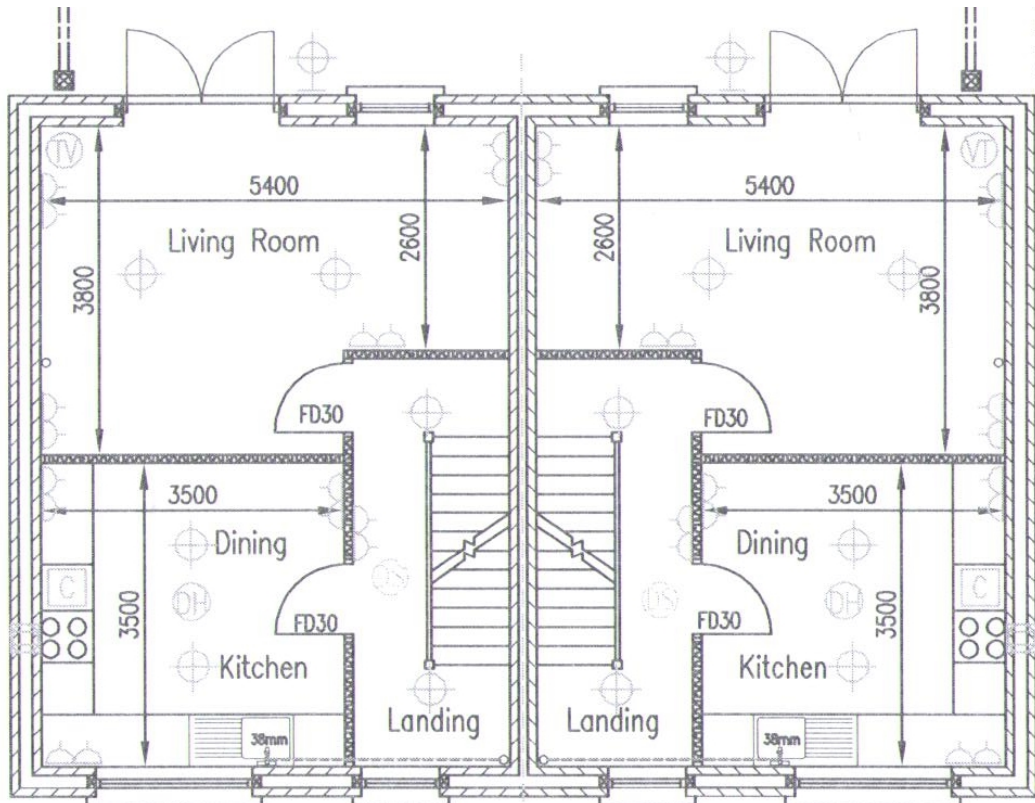 TV
VT
5400
5400
2600
2600
Living Room
Living Room
3800
3800
FD30
FD30
3500
3500
Dining
Dining
C
C
DS
DS
DH
DH
3500
3500
FD30
FD30
Kitchen
Kitchen
Landing
Landing
38mm
38mm